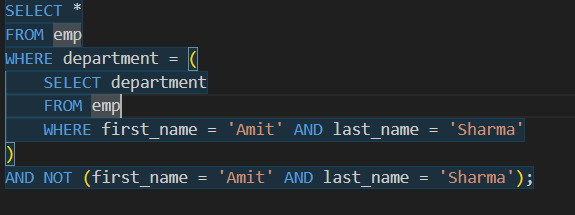 SELECT *
FROM emp
WHERE department = (
    SELECT department
    FROM emp
    WHERE first_name = 'Amit' AND last_name = 'Sharma'
)
AND NOT (first_name = 'Amit' AND last_name = 'Sharma');